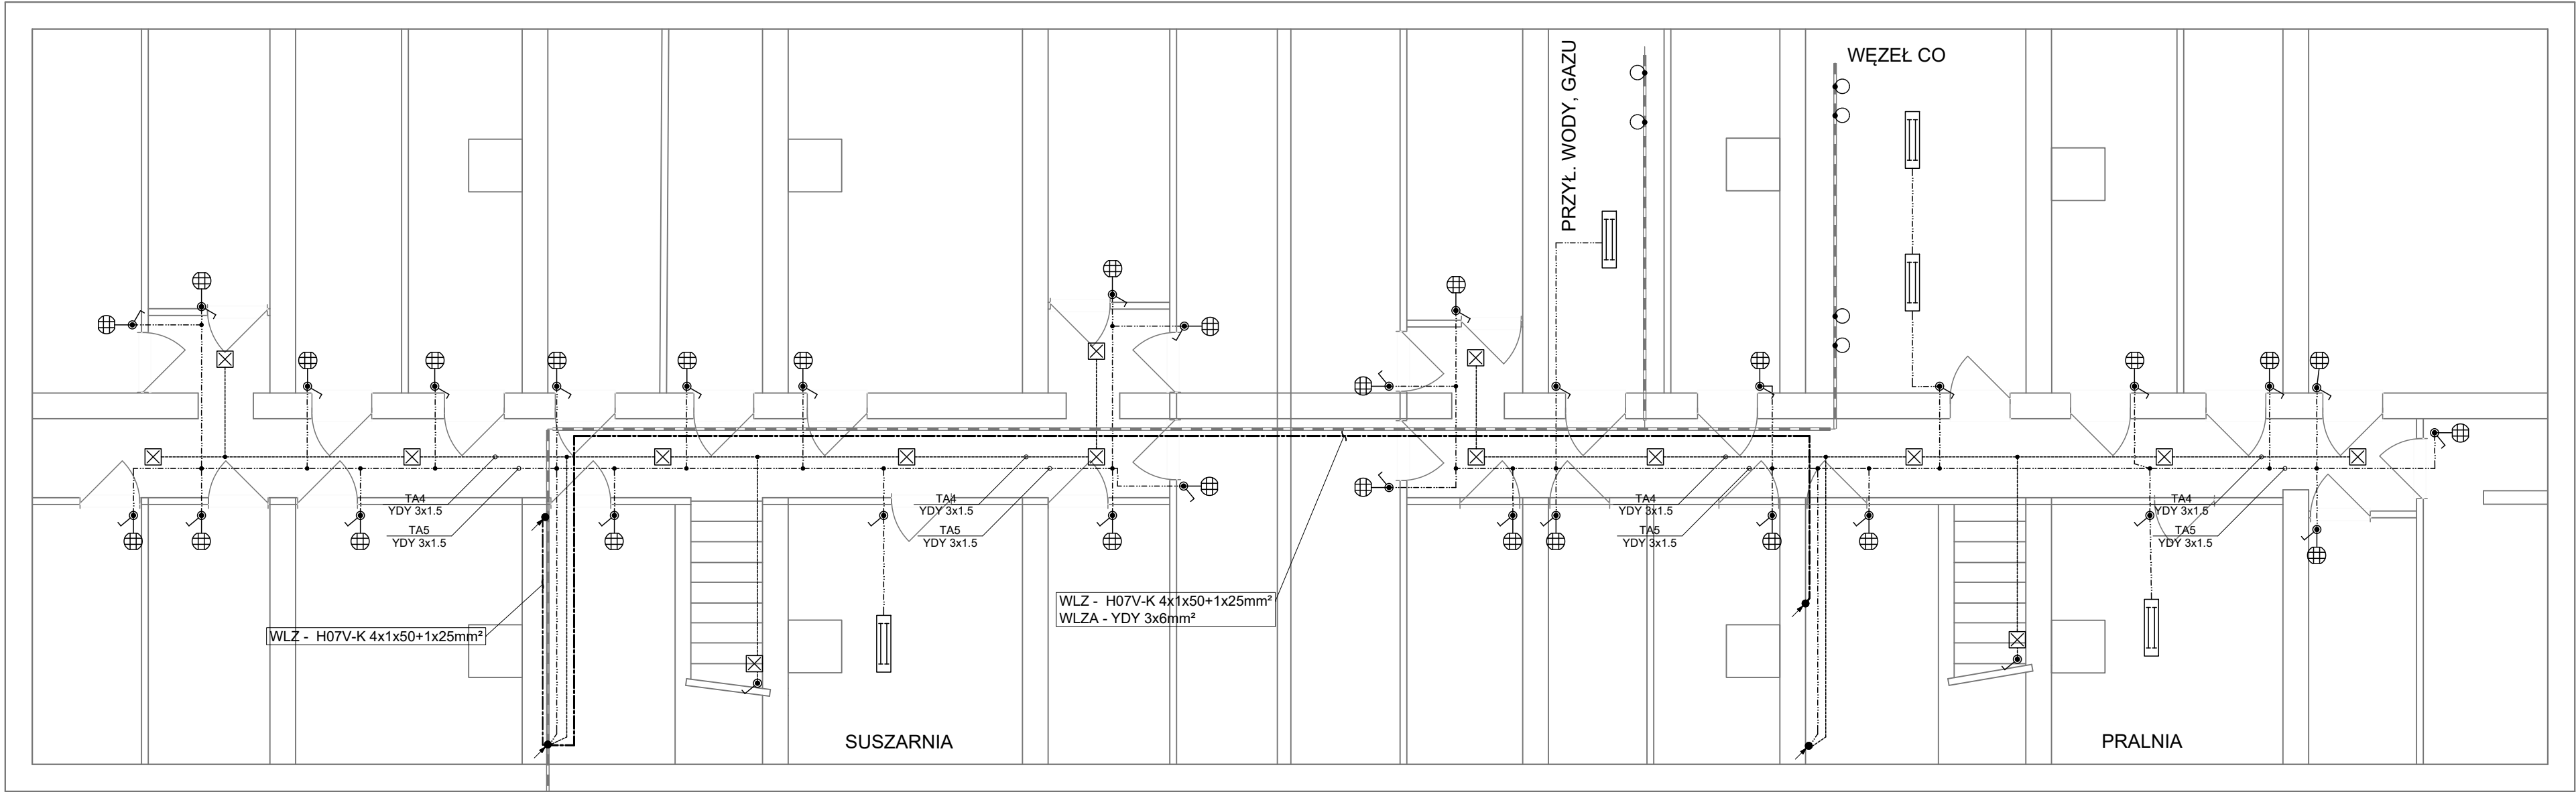 WĘZEŁ CO
PRZYŁ. WODY, GAZU
TA4
YDY 3x1.5
TA5
YDY 3x1.5
TA4
YDY 3x1.5
TA5
YDY 3x1.5
TA4
YDY 3x1.5
TA5
YDY 3x1.5
TA4
YDY 3x1.5
TA5
YDY 3x1.5
WLZ - H07V-K 4x1x50+1x25mm²
WLZA - YDY 3x6mm²
WLZ - H07V-K 4x1x50+1x25mm²
SUSZARNIA
PRALNIA